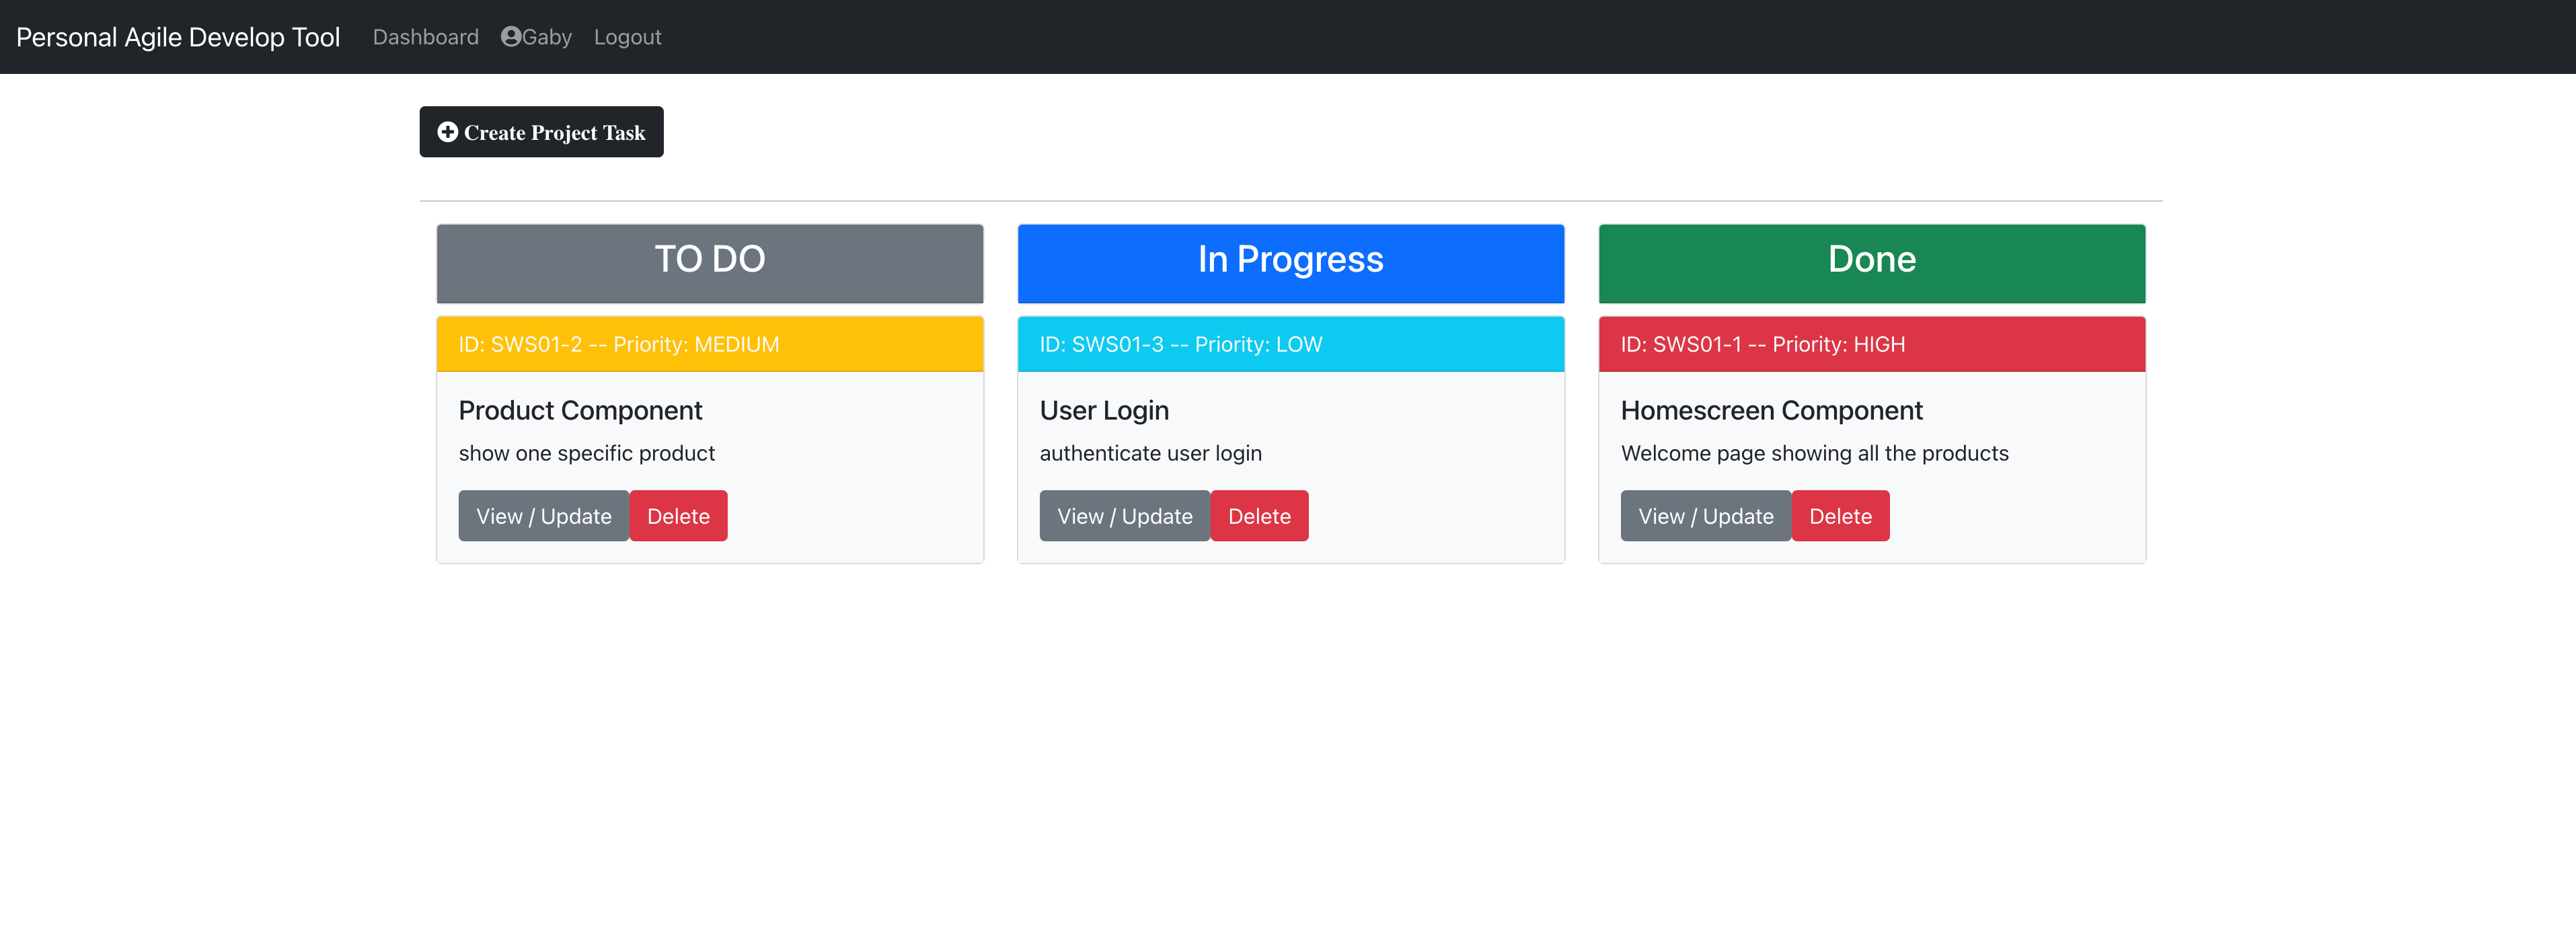 Personal Agile Develop Tool Dashboard Gaby Logout
Create Project Task
TO DO
ID: SWS01-2 -- Priority: MEDIUM
Product Component
show one specific product
View / Update Delete
In Progress
ID: SWS01-3 -- Priority: LOW
User Login
authenticate user login
View / Update Delete
Done
ID: SWS01-1 -- Priority: HIGH
Homescreen Component
Welcome page showing all the products
View / Update Delete